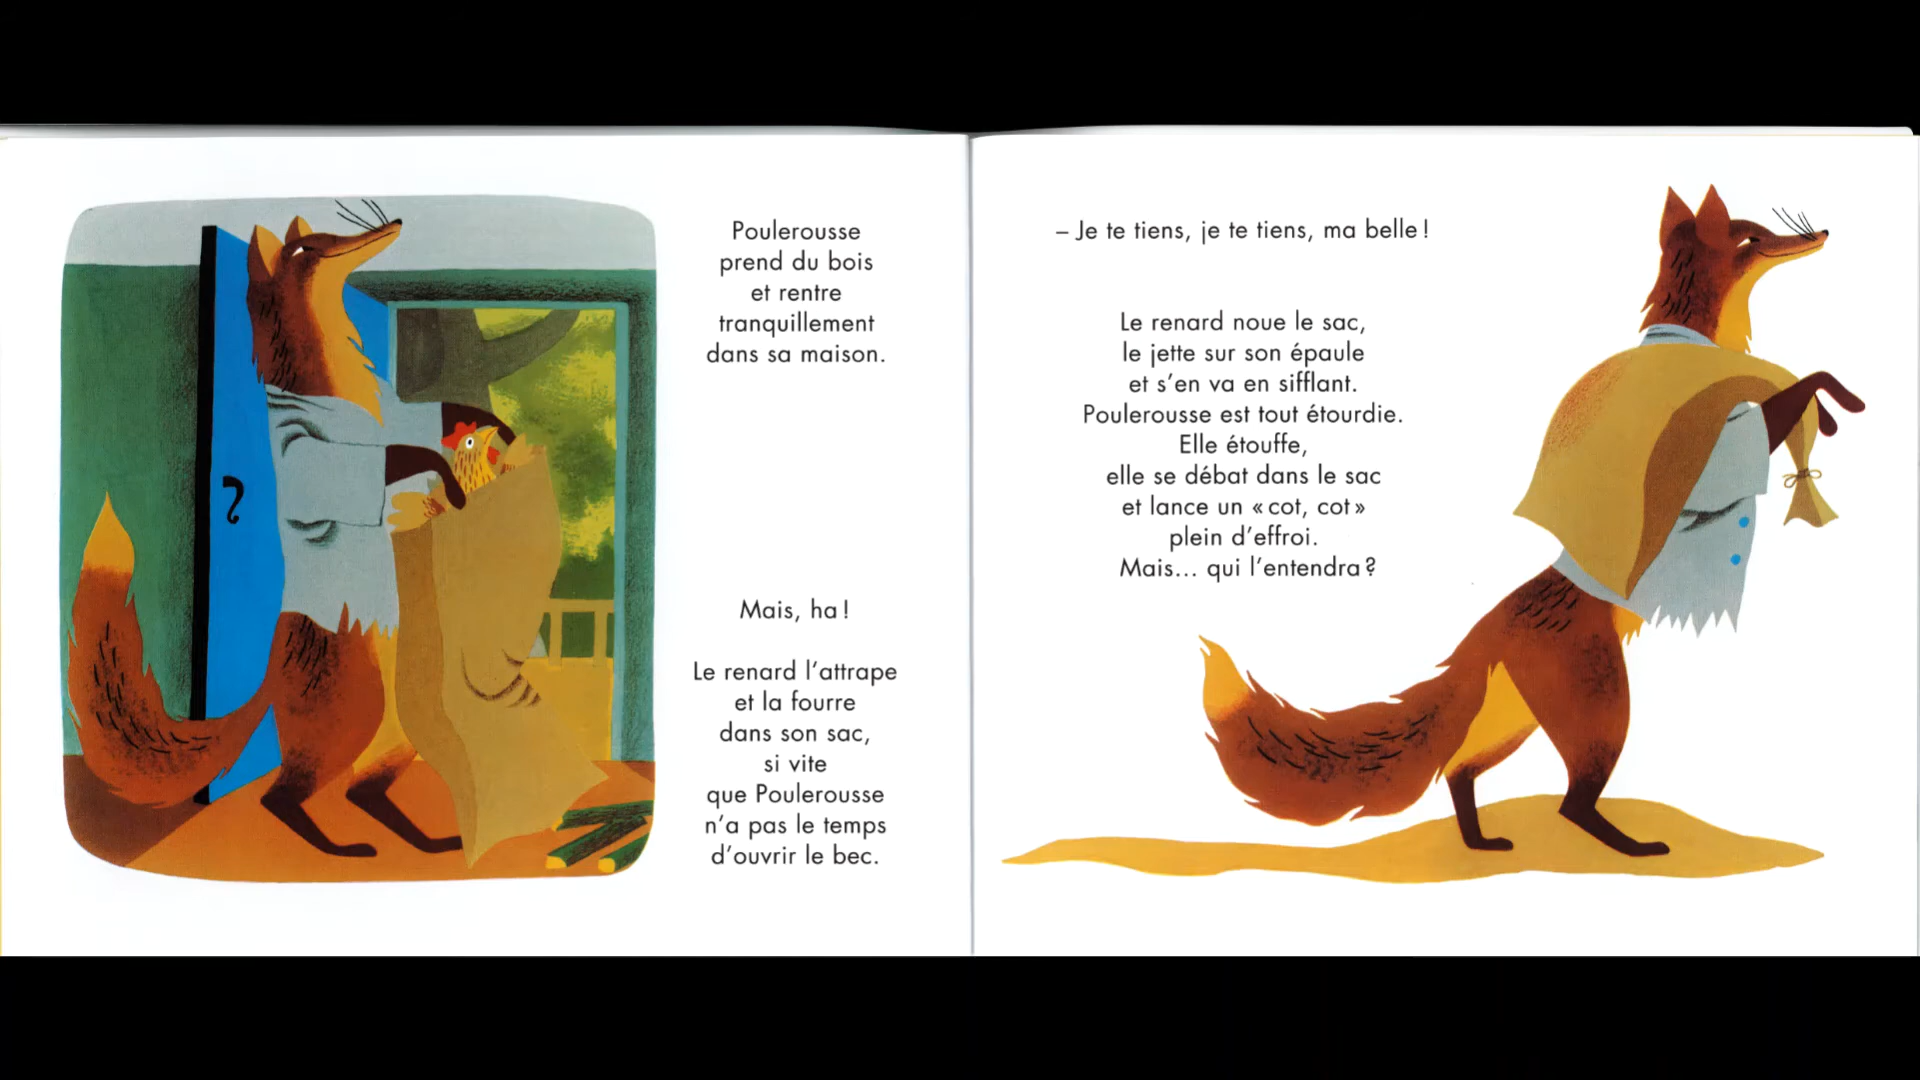 Poulerousse
prend du bois
et rentre
tranquillement
dans sa maison.
Mais, ha !
Le renard l’attrape
et la fourre
dans son sac,
si vite
que Poulerousse
n’a pas le temps
d’ouvrir le bec.
– Je te tiens, je te tiens, ma belle !
Le renard noue le sac,
le jette sur son épaule
et s’en va en sifflant.
Poulerousse est tout étourdie.
Elle étouffe,
elle se débat dans le sac
et lance un « cot, cot »
plein d’effroi.
Mais... qui l’entendra ?